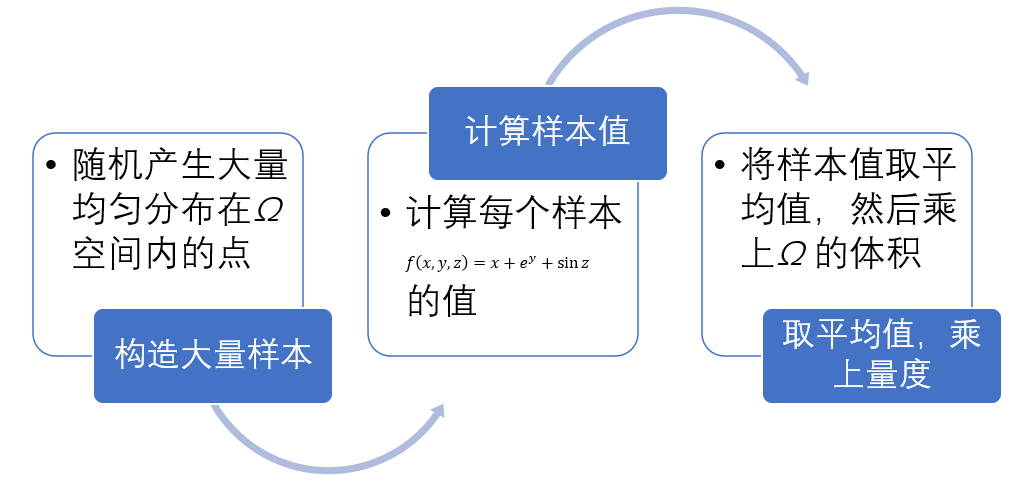 • 随机产生大量
均匀分布在Ω
空间内的点
构造大量样本
计算样本值
• 计算每个样本
f(x, y, z) = x + e^y + sin z
的值
• 将样本值取平
均值，然后乘
上Ω 的体积
取平均值，乘
上量度